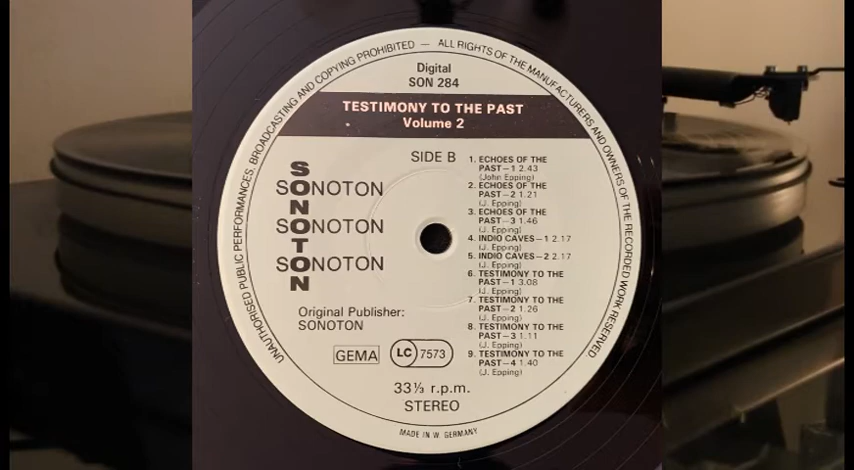 UNAUTHORISED PUBLIC PERFORMANCES, BROADCASTING AND COPYING PROHIBITED — ALL RIGHTS OF THE MANUFACTURERS AND OWNERS OF THE RECORDED WORK RESERVED.
Digital
SON 284
TESTIMONY TO THE PAST
Volume 2
SIDE B
SONOTON
SONOTON
SONOTON
SONOTON
1. ECHOES OF THE
PAST—1 2.43
(John Epping)
2. ECHOES OF THE
PAST—2 1.21
(J. Epping)
3. ECHOES OF THE
PAST—3 1.46
(J. Epping)
4. INDIO CAVES—1 2.17
(J. Epping)
5. INDIO CAVES—2 2.17
(J. Epping)
6. TESTIMONY TO THE
PAST—1 3.08
(J. Epping)
7. TESTIMONY TO THE
PAST—2 1.26
(J. Epping)
8. TESTIMONY TO THE
PAST—3 1.11
(J. Epping)
9. TESTIMONY TO THE
PAST—4 1.40
(J. Epping)
Original Publisher:
SONOTON
GEMA
LC 7573
33⅓ r.p.m.
STEREO
MADE IN W. GERMANY